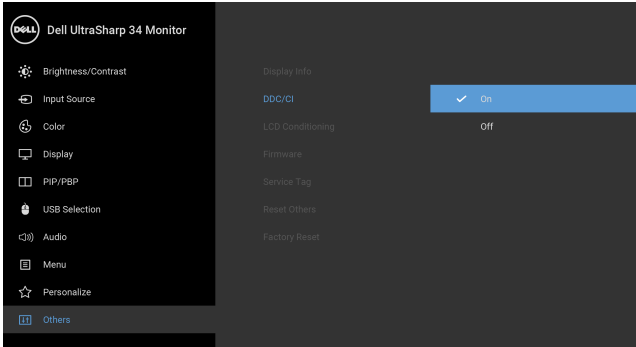 DELL Dell UltraSharp 34 Monitor
Brightness/Contrast
Input Source
Color
Display
PIP/PBP
USB Selection
Audio
Menu
Personalize
Others
Display Info
DDC/CI
LCD Conditioning
Firmware
Service Tag
Reset Others
Factory Reset
On
Off